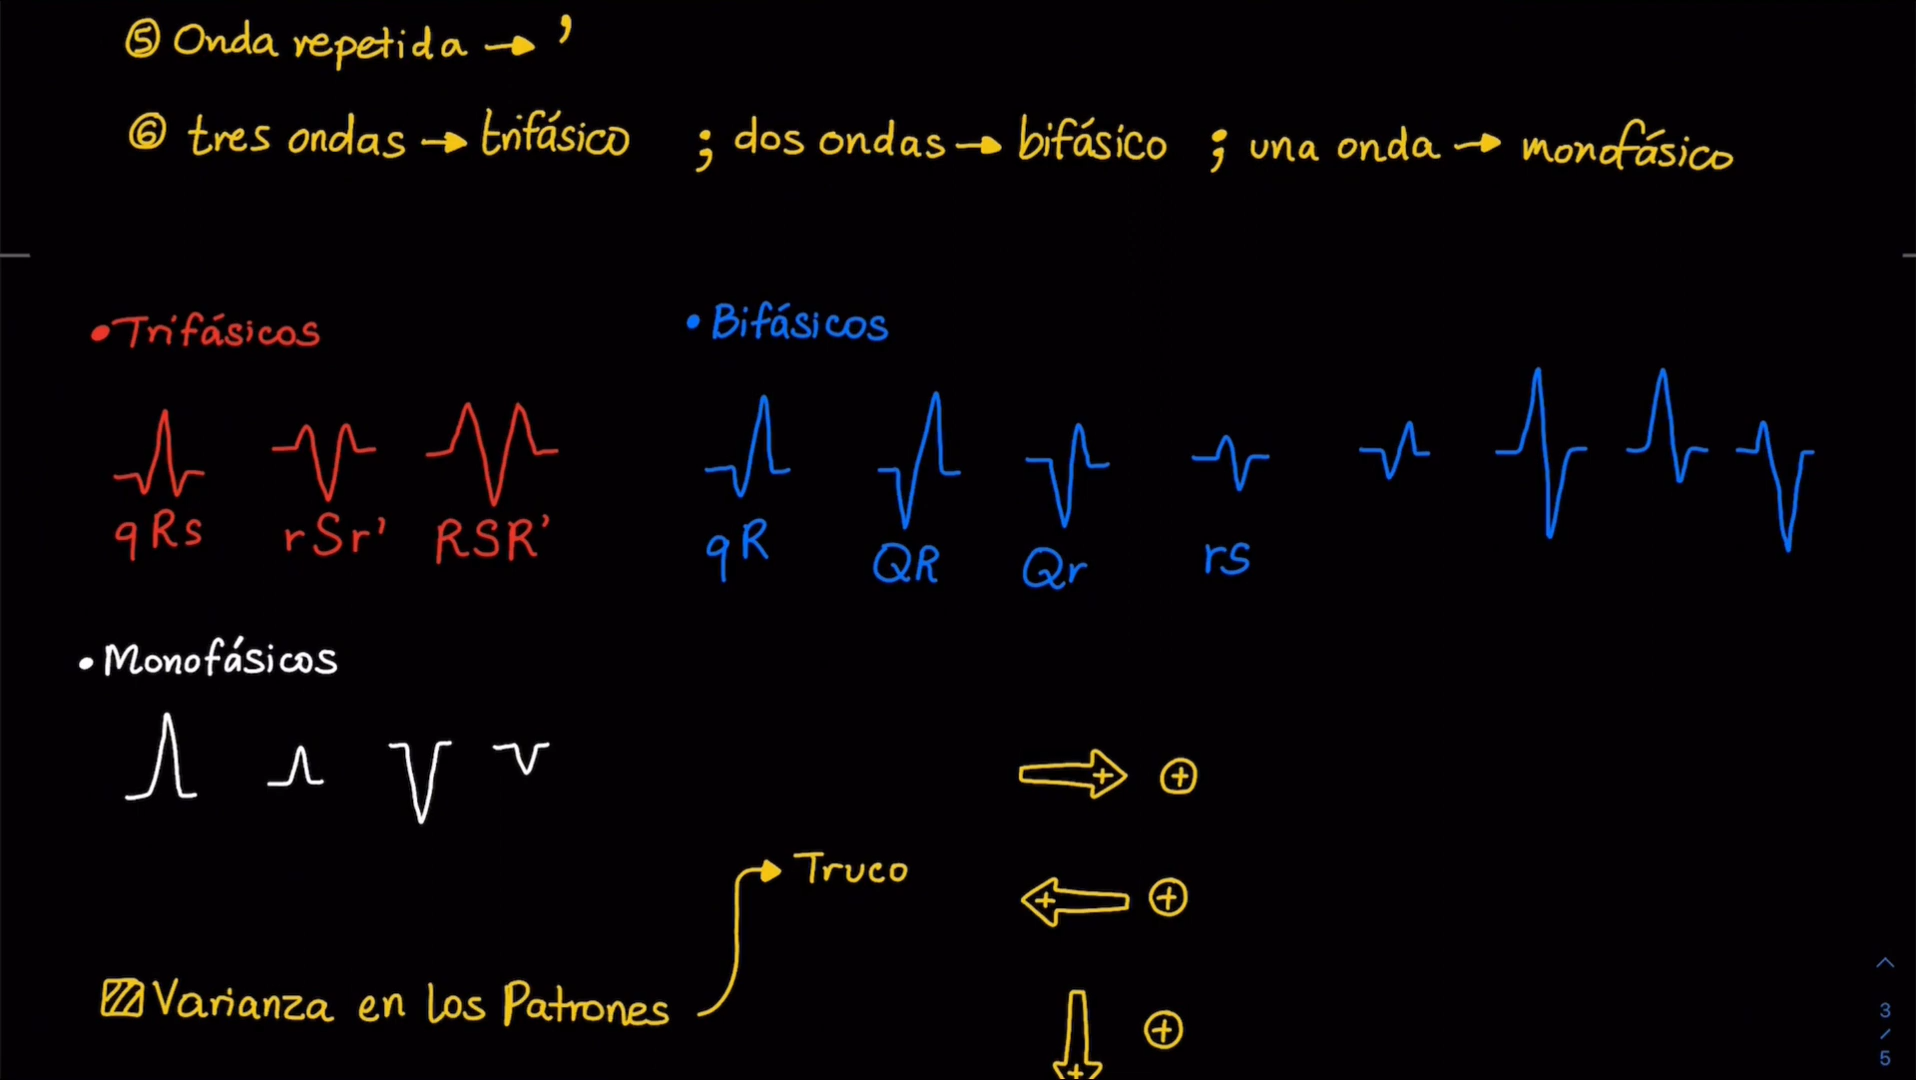 ⑤ Onda repetida → ’
⑥ tres ondas → trifásico ; dos ondas → bifásico ; una onda → monofásico
• Trifásicos
• Bifásicos
qRs rSr’ RSR’
qR QR Qr rs
• Monofásicos
+ +
Truco
+ +
Varianza en los Patrones
+ +
3
/
5